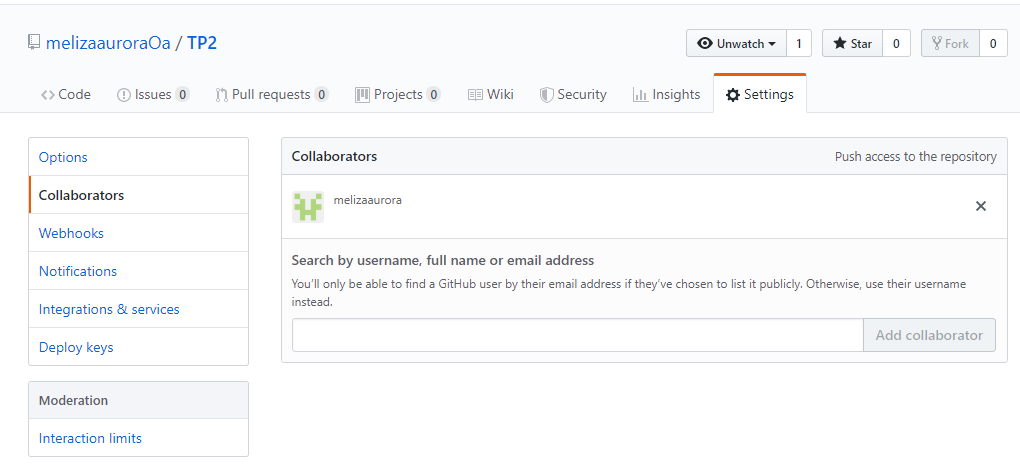 melizaauroraOa / TP2
Unwatch 1
Star 0
Fork 0
Code
Issues 0
Pull requests 0
Projects 0
Wiki
Security
Insights
Settings
Options
Collaborators
Webhooks
Notifications
Integrations & services
Deploy keys
Moderation
Interaction limits
Collaborators
Push access to the repository
melizaaurora
Search by username, full name or email address
You'll only be able to find a GitHub user by their email address if they've chosen to list it publicly. Otherwise, use their username
instead.
Add collaborator